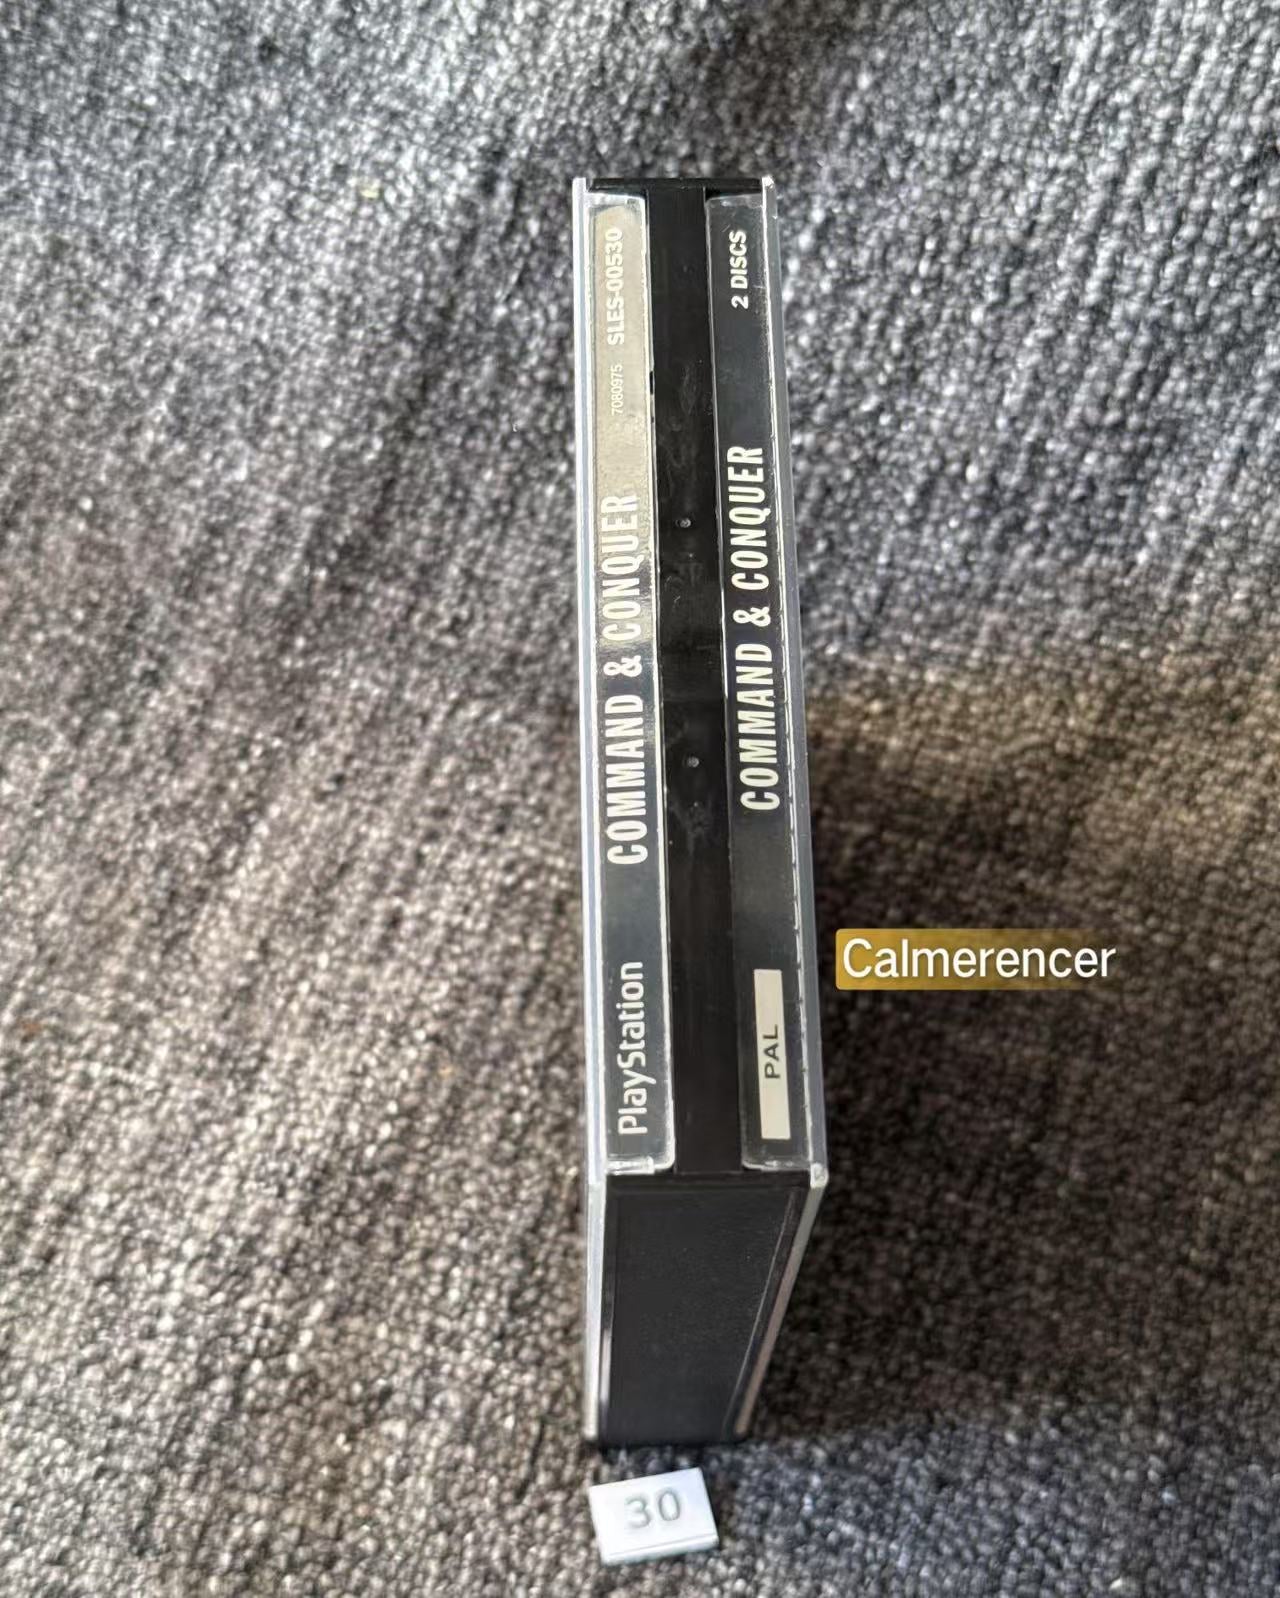 PlayStation
COMMAND & CONQUER
7080975 SLES-00530
PAL
COMMAND & CONQUER
2 DISCS
Calmerencer
30